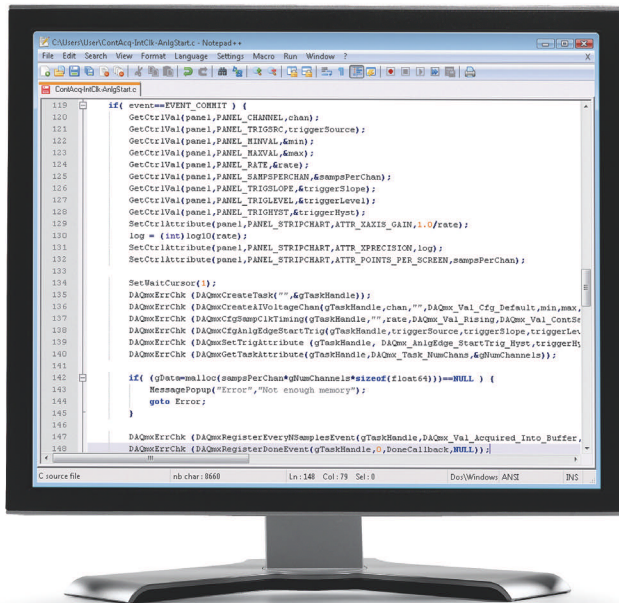 C:\Users\User\ContAcq-IntClk-AnlgStart.c - Notepad++
File Edit Search View Format Language Settings Macro Run Window ? X
ContAcq-IntClk-AnlgStart.c
119 if( event==EVENT_COMMIT ) {
120 GetCtrlVal(panel,PANEL_CHANNEL,chan);
121 GetCtrlVal(panel,PANEL_TRIGSRC,triggerSource);
122 GetCtrlVal(panel,PANEL_MINVAL,&min);
123 GetCtrlVal(panel,PANEL_MAXVAL,&max);
124 GetCtrlVal(panel,PANEL_RATE,&rate);
125 GetCtrlVal(panel,PANEL_SAMPSPERCHAN,&sampsPerChan);
126 GetCtrlVal(panel,PANEL_TRIGSLOPE,&triggerSlope);
127 GetCtrlVal(panel,PANEL_TRIGLEVEL,&triggerLevel);
128 GetCtrlVal(panel,PANEL_TRIGHYST,&triggerHyst);
129 SetCtrlAttribute(panel,PANEL_STRIPCHART,ATTR_XAXIS_GAIN,1.0/rate);
130 log = (int)log10(rate);
131 SetCtrlAttribute(panel,PANEL_STRIPCHART,ATTR_XPRECISION,log);
132 SetCtrlAttribute(panel,PANEL_STRIPCHART,ATTR_POINTS_PER_SCREEN,sampsPerChan);
133
134 SetWaitCursor(1);
135 DAQmxErrChk (DAQmxCreateTask("",&gTaskHandle));
136 DAQmxErrChk (DAQmxCreateAIVoltageChan(gTaskHandle,chan,"",DAQmx_Val_Cfg_Default,min,max,
137 DAQmxErrChk (DAQmxCfgSampClkTiming(gTaskHandle,"",rate,DAQmx_Val_Rising,DAQmx_Val_ContSa
138 DAQmxErrChk (DAQmxCfgAnlgEdgeStartTrig(gTaskHandle,triggerSource,triggerSlope,triggerLev
139 DAQmxErrChk (DAQmxSetTrigAttribute (gTaskHandle, DAQmx_AnlgEdge_StartTrig_Hyst,triggerHy
140 DAQmxErrChk (DAQmxGetTaskAttribute(gTaskHandle,DAQmx_Task_NumChans,&gNumChannels));
141
142 if( (gData=malloc(sampsPerChan*gNumChannels*sizeof(float64)))==NULL ) {
143 MessagePopup("Error","Not enough memory");
144 goto Error;
145 }
146
147 DAQmxErrChk (DAQmxRegisterEveryNSamplesEvent(gTaskHandle,DAQmx_Val_Acquired_Into_Buffer,
148 DAQmxErrChk (DAQmxRegisterDoneEvent(gTaskHandle,0,DoneCallback,NULL));
C source file nb char : 8660 Ln : 148 Col : 79 Sel : 0 Dos\Windows ANSI INS